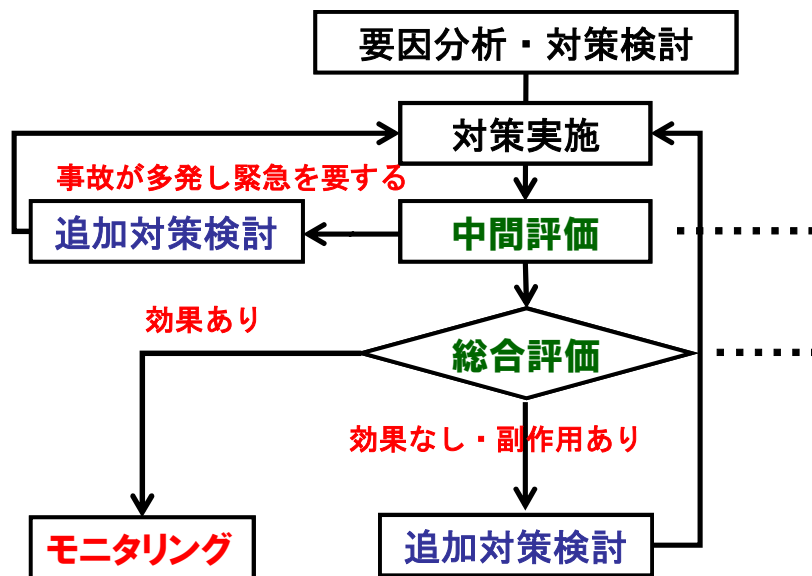 要因分析・対策検討
対策実施
事故が多発し緊急を要する
追加対策検討
中間評価
効果あり
総合評価
効果なし・副作用あり
モニタリング
追加対策検討